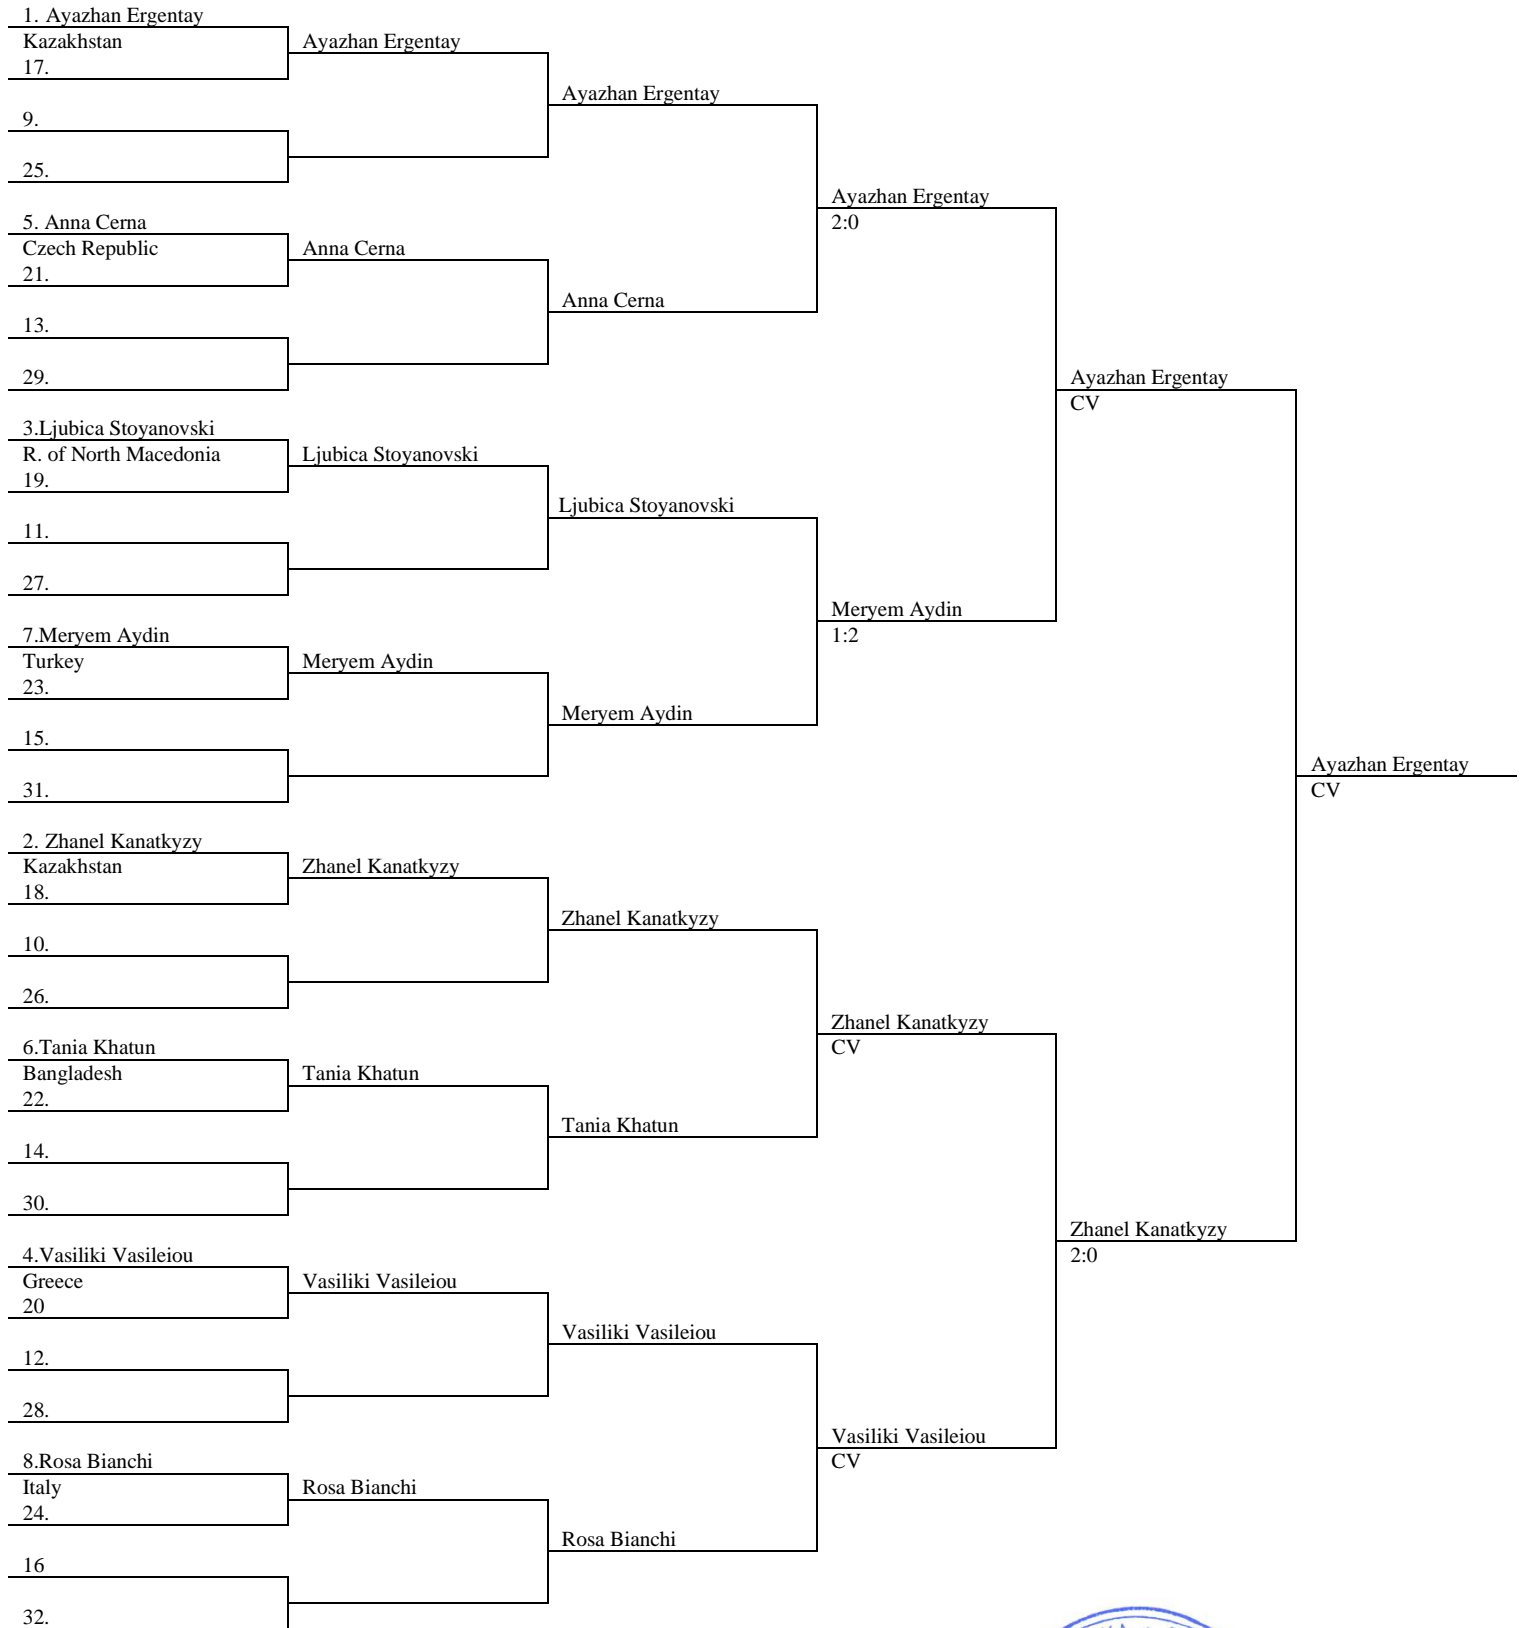 1. Ayazhan Ergentay
Kazakhstan
17.
9.
25.
5. Anna Cerna
Czech Republic
21.
13.
29.
3.Ljubica Stoyanovski
R. of North Macedonia
19.
11.
27.
7.Meryem Aydin
Turkey
23.
15.
31.
2. Zhanel Kanatkyzy
Kazakhstan
18.
10.
26.
6.Tania Khatun
Bangladesh
22.
14.
30.
4.Vasiliki Vasileiou
Greece
20
12.
28.
8.Rosa Bianchi
Italy
24.
16
32.
Ayazhan Ergentay
Anna Cerna
Ljubica Stoyanovski
Meryem Aydin
Zhanel Kanatkyzy
Tania Khatun
Vasiliki Vasileiou
Rosa Bianchi
Ayazhan Ergentay
Anna Cerna
Ljubica Stoyanovski
Meryem Aydin
Zhanel Kanatkyzy
Tania Khatun
Vasiliki Vasileiou
Rosa Bianchi
Ayazhan Ergentay
2:0
Meryem Aydin
1:2
Zhanel Kanatkyzy
CV
Vasiliki Vasileiou
CV
Ayazhan Ergentay
CV
Zhanel Kanatkyzy
2:0
Ayazhan Ergentay
CV